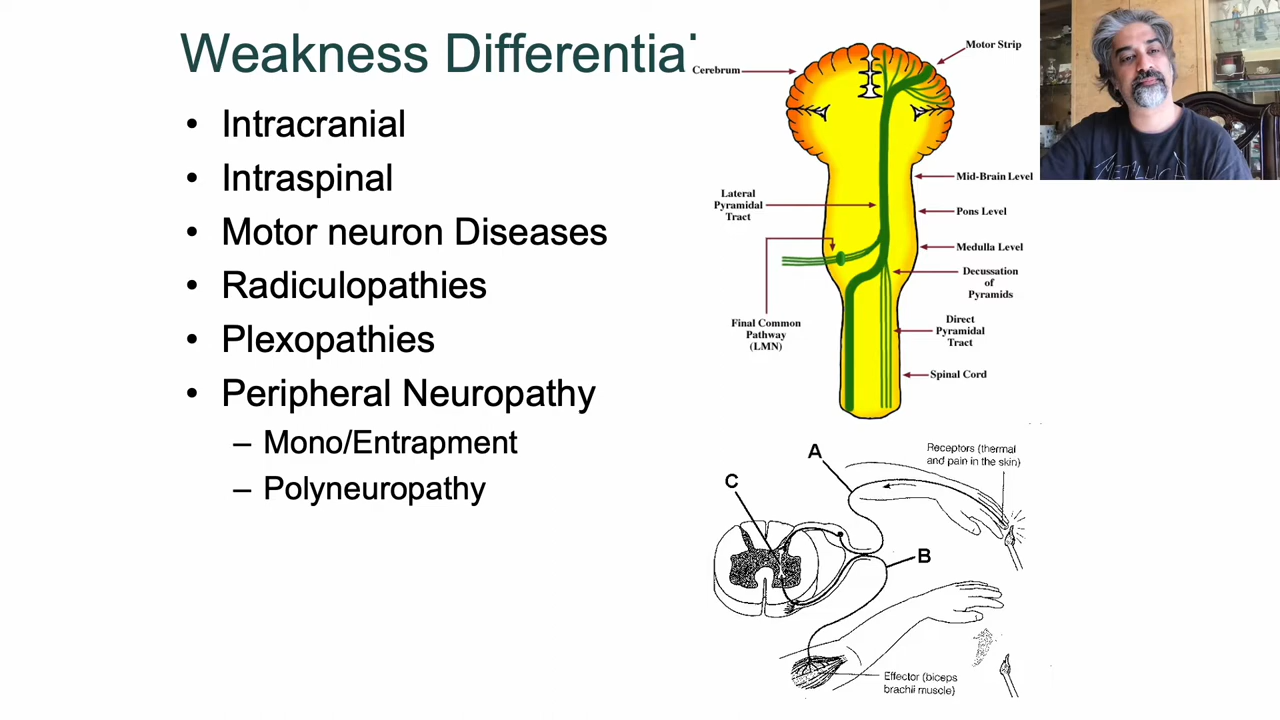 Weakness Differentia
• Intracranial
• Intraspinal
• Motor neuron Diseases
• Radiculopathies
• Plexopathies
• Peripheral Neuropathy
– Mono/Entrapment
– Polyneuropathy
Motor Strip
Cerebrum
Mid-Brain Level
Lateral
Pyramidal
Tract
Pons Level
Medulla Level
Decussation
of
Pyramids
Final Common
Pathway
(LMN)
Direct
Pyramidal
Tract
Spinal Cord
A
Receptors (thermal
and pain in the skin)
C
B
Effector (biceps
brachii muscle)